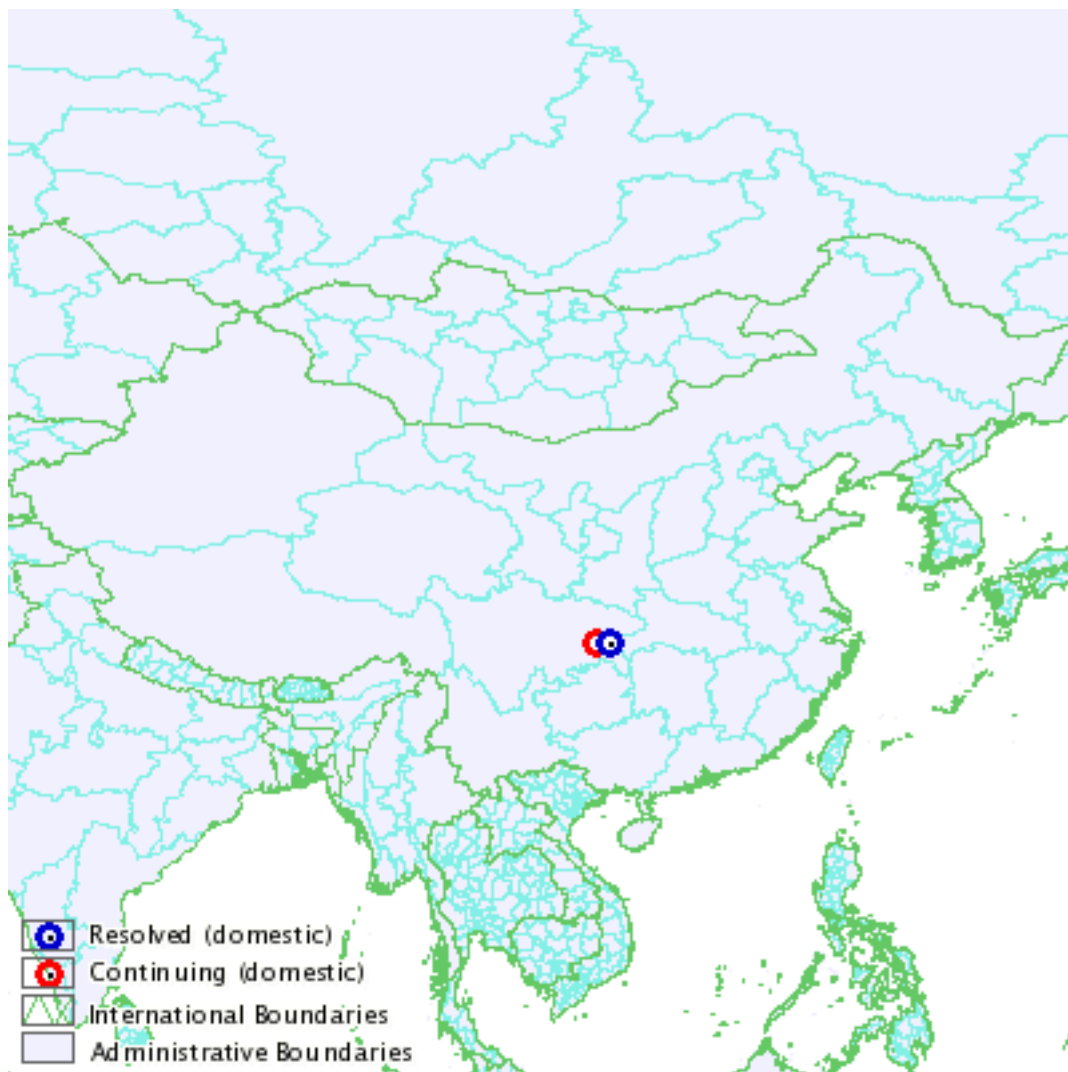 Resolved (domestic)
Continuing (domestic)
International Boundaries
Administrative Boundaries